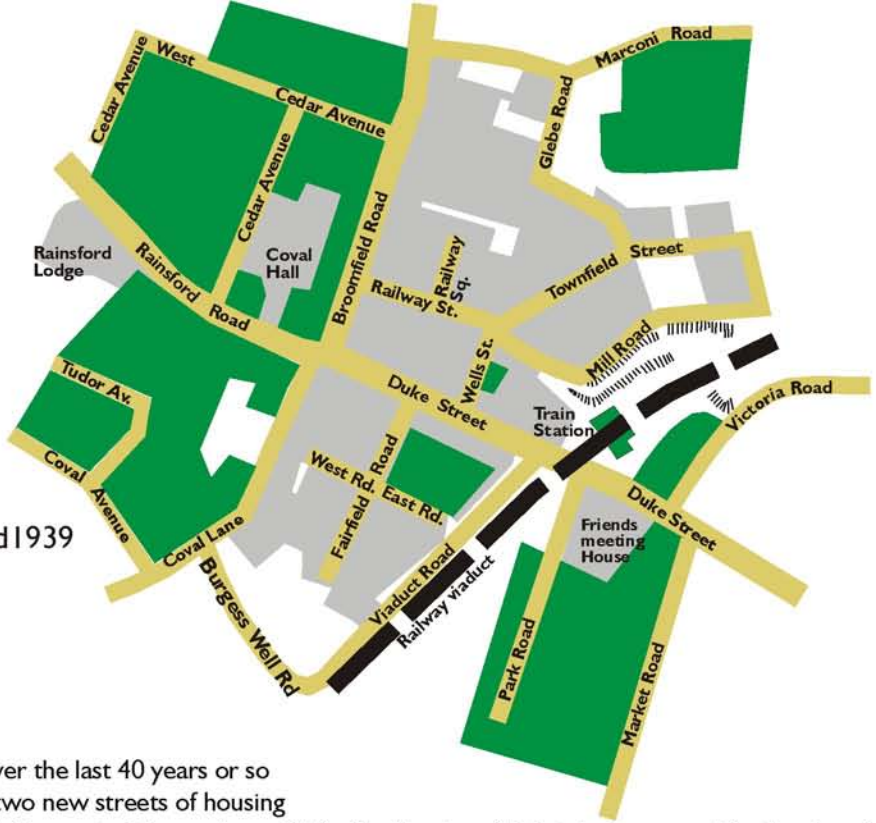 Marconi Road
West
Cedar Avenue
Cedar Avenue
Cedar Avenue
Glebe Road
Broomfield Road
Rainsford
Lodge
Rainsford Road
Coval
Hall
Railway
Sq.
Railway St.
Townfield Street
Mill Road
Wells St.
Tudor Av.
Duke Street
Train
Station
Victoria Road
Coval Avenue
West Rd.
East Rd.
Fairfield Road
Duke Street
Friends
meeting
House
1939
Coval Lane
Burgess Well Rd
Viaduct Road
Railway viaduct
Park Road
Market Road
ver the last 40 years or so
two new streets of housing